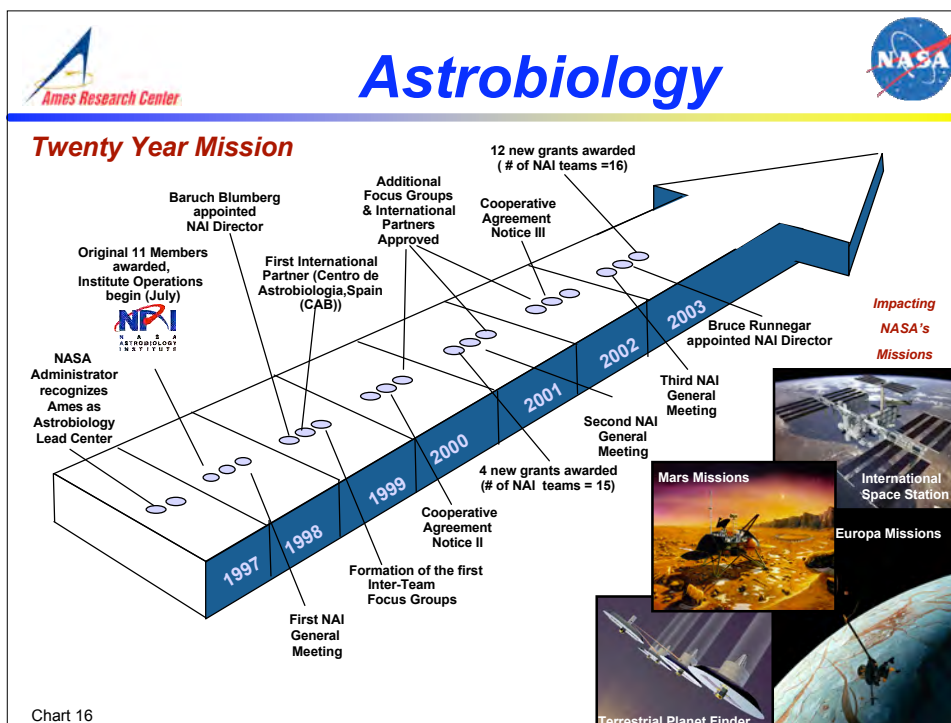 Ames Research Center
Astrobiology
NASA
Twenty Year Mission
12 new grants awarded
( # of NAI teams =16)
Additional
Focus Groups
& International
Partners
Approved
Cooperative
Agreement
Notice III
Baruch Blumberg
appointed
NAI Director
First International
Partner (Centro de
Astrobiologia,Spain
(CAB))
Original 11 Members
awarded,
Institute Operations
begin (July)
NAI
NASA
ASTROBIOLOGY
INSTITUTE
NASA
Administrator
recognizes
Ames as
Astrobiology
Lead Center
1997
1998
1999
2000
2001
2002
2003
First NAI
General
Meeting
Formation of the first
Inter-Team
Focus Groups
Cooperative
Agreement
Notice II
4 new grants awarded
(# of NAI teams = 15)
Second NAI
General
Meeting
Third NAI
General
Meeting
Bruce Runnegar
appointed NAI Director
Impacting
NASA's
Missions
International
Space Station
Mars Missions
Europa Missions
Terrestrial Planet Finder
Chart 16